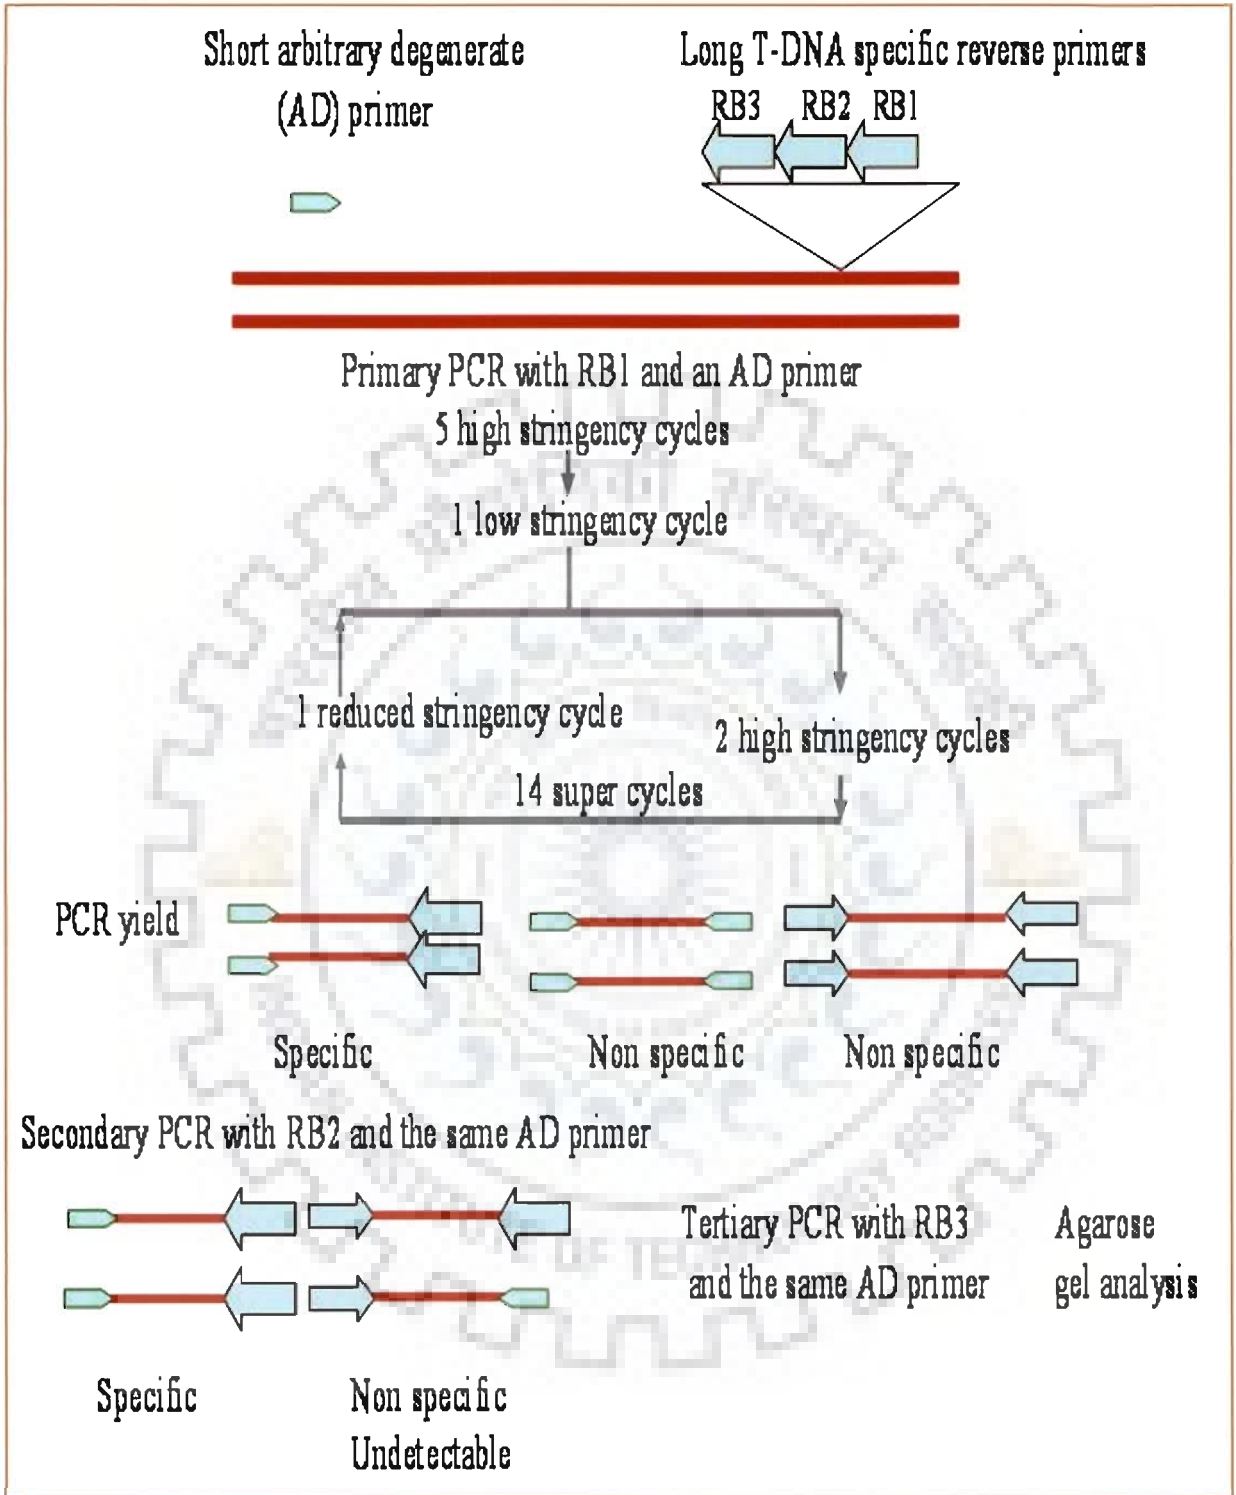 Short arbitrary degenerate
(AD) primer
Long T-DNA specific reverse primers
RB3 RB2 RB1
Primary PCR with RB1 and an AD primer
5 high stringency cycles
1 low stringency cycle
1 reduced stringency cycle
2 high stringency cycles
14 super cycles
PCR yield
Specific
Non specific
Non specific
Secondary PCR with RB2 and the same AD primer
Tertiary PCR with RB3
and the same AD primer
Agarose
gel analysis
Specific
Non specific
Undetectable